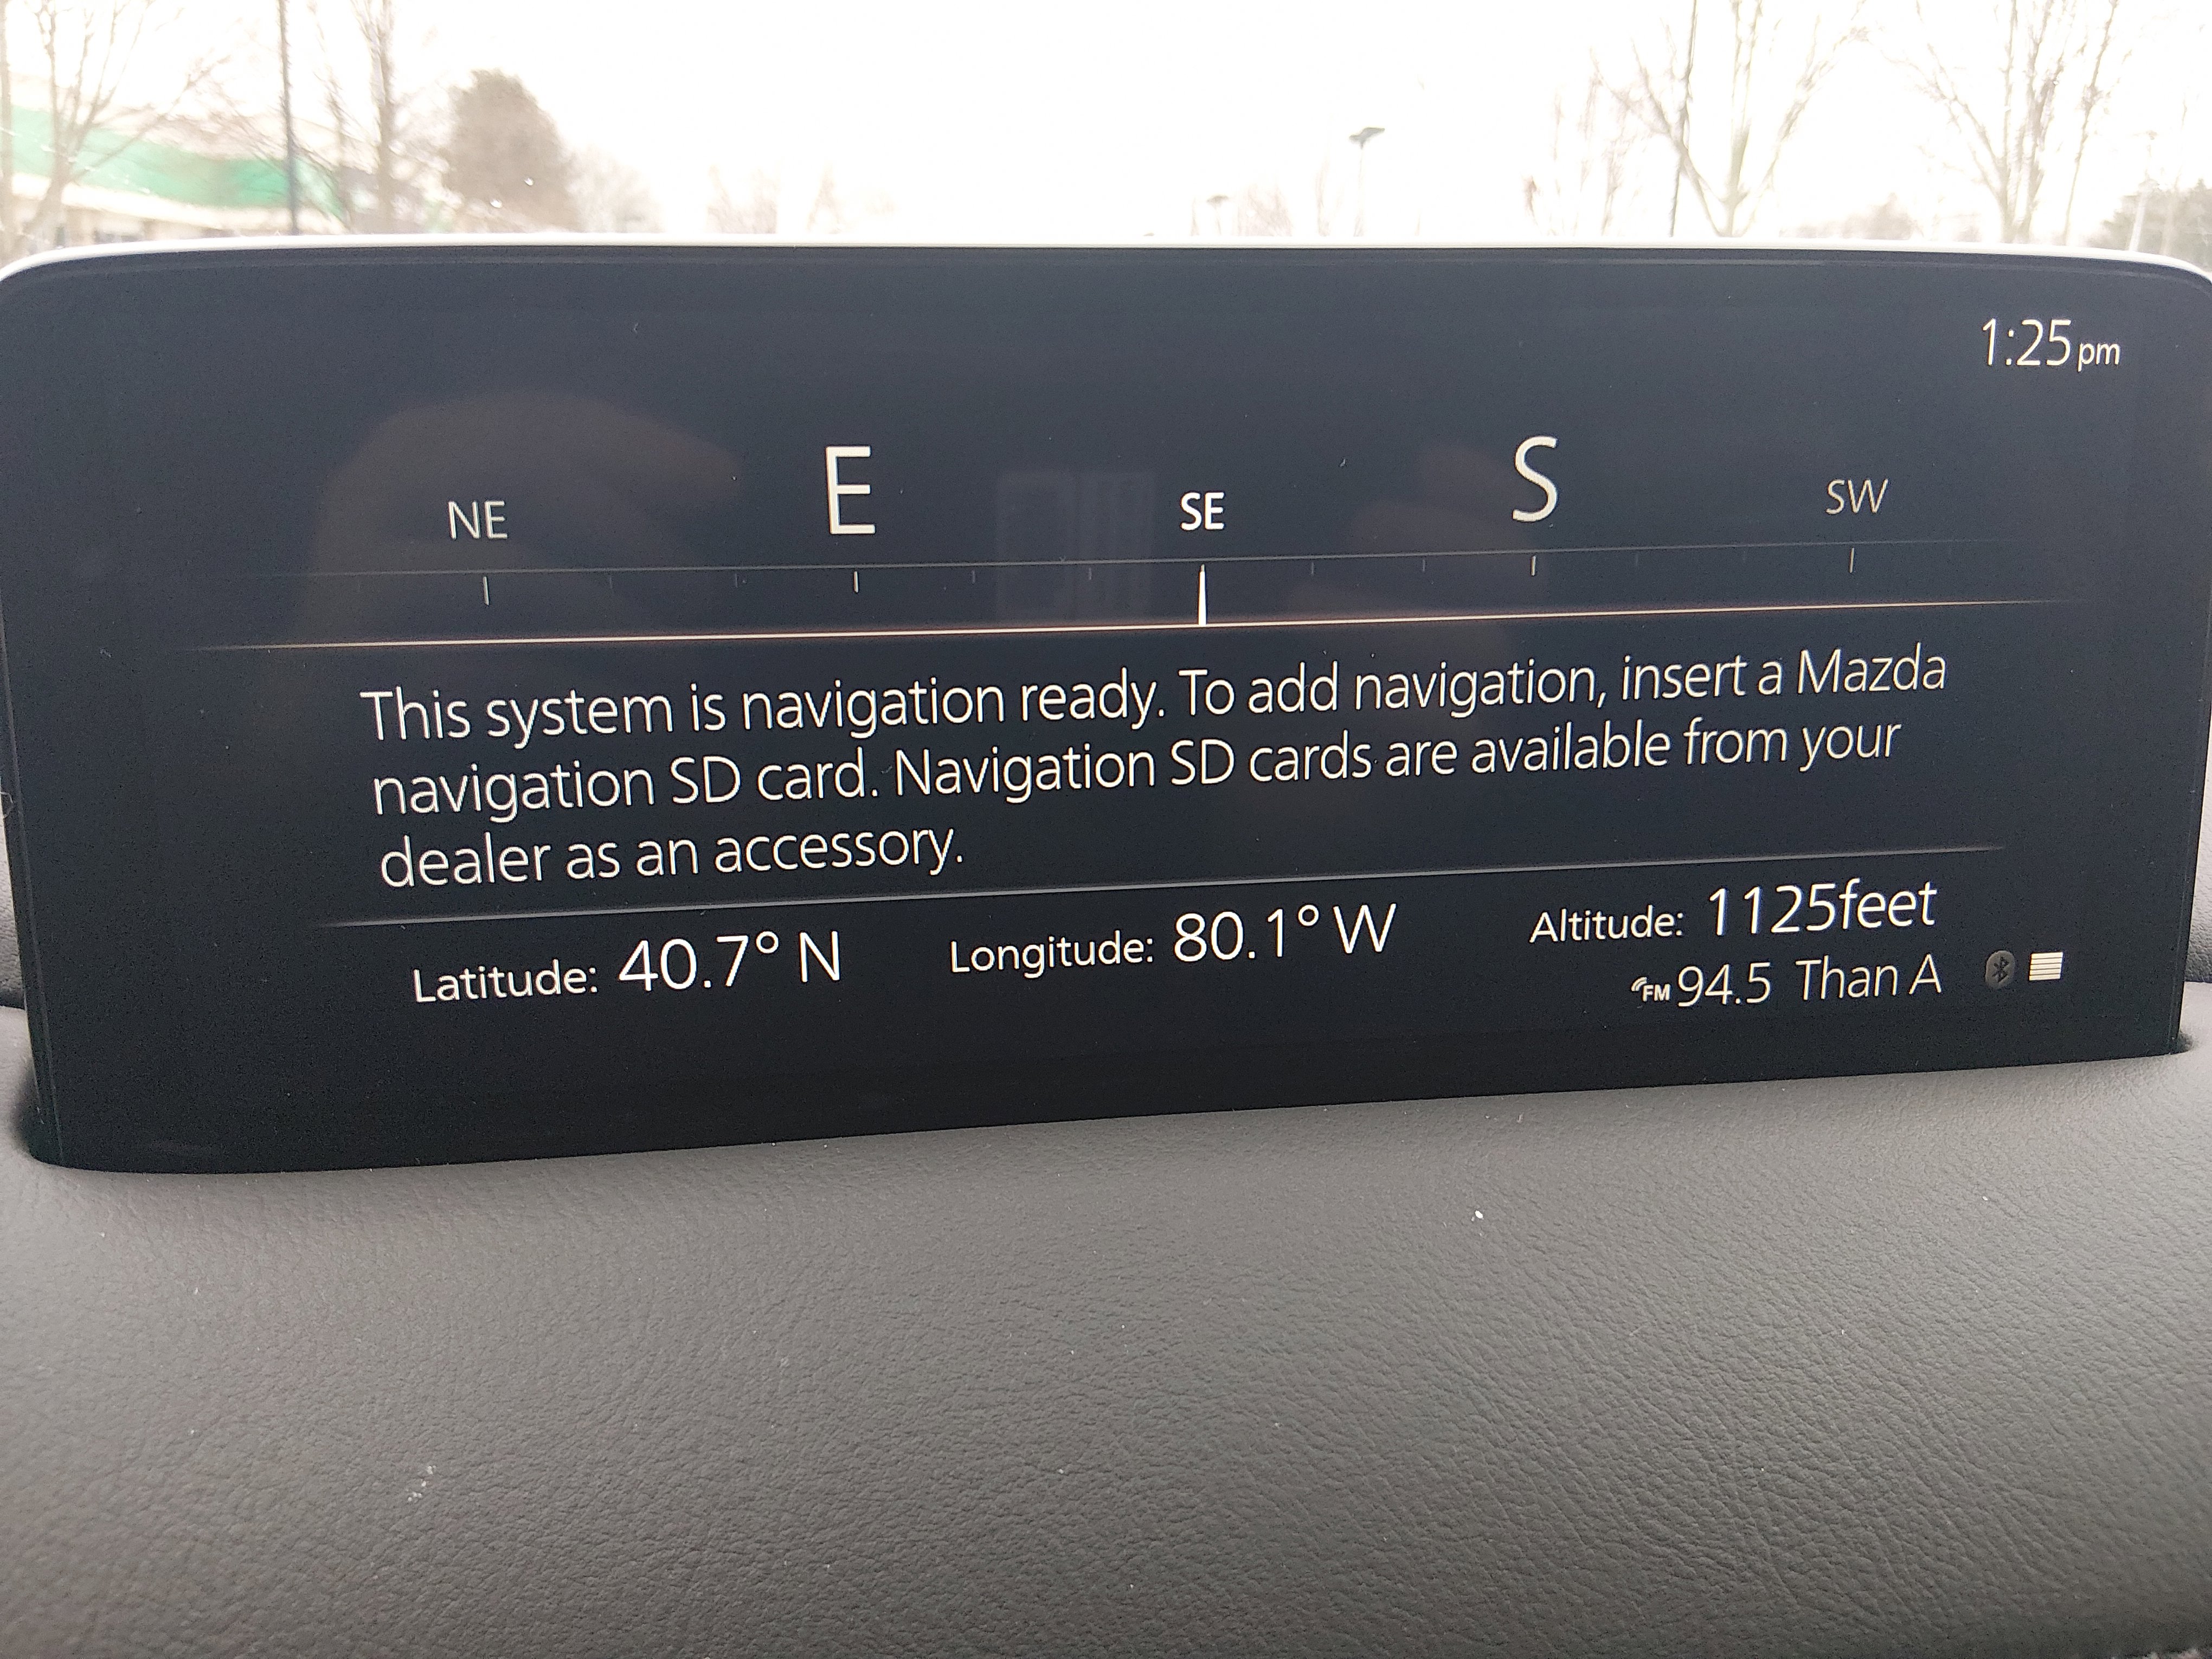 1:25pm
NE E SE S SW
This system is navigation ready. To add navigation, insert a Mazda
navigation SD card. Navigation SD cards are available from your
dealer as an accessory.
Latitude: 40.7° N Longitude: 80.1° W Altitude: 1125feet
FM 94.5 Than A